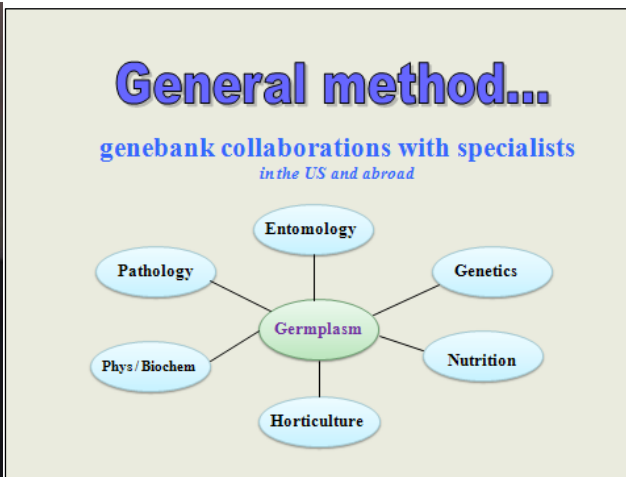 General method...
genebank collaborations with specialists
in the US and abroad
Entomology
Pathology
Genetics
Germplasm
Phys / Biochem
Nutrition
Horticulture